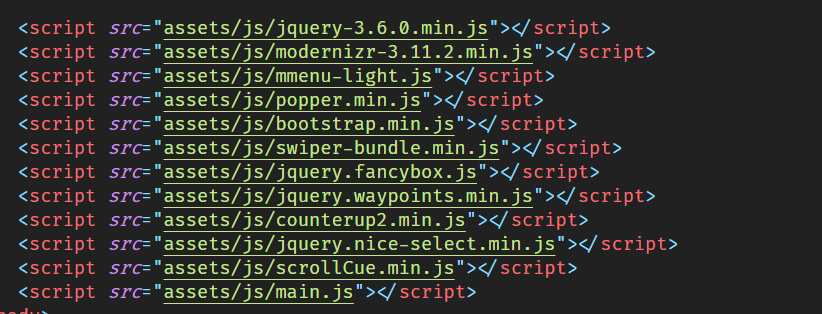 <script src="assets/js/jquery-3.6.0.min.js"></script>
<script src="assets/js/modernizr-3.11.2.min.js"></script>
<script src="assets/js/mmenu-light.js"></script>
<script src="assets/js/popper.min.js"></script>
<script src="assets/js/bootstrap.min.js"></script>
<script src="assets/js/swiper-bundle.min.js"></script>
<script src="assets/js/jquery.fancybox.js"></script>
<script src="assets/js/jquery.waypoints.min.js"></script>
<script src="assets/js/counterup2.min.js"></script>
<script src="assets/js/jquery.nice-select.min.js"></script>
<script src="assets/js/scrollCue.min.js"></script>
<script src="assets/js/main.js"></script>